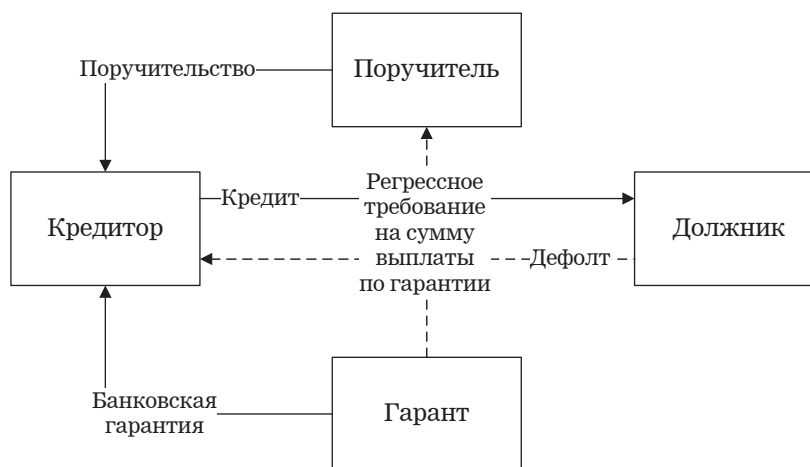 Поручительство
Поручитель
Кредитор
Кредит
Регрессное
требование
на сумму
выплаты
по гарантии
Должник
Дефолт
Банковская
гарантия
Гарант